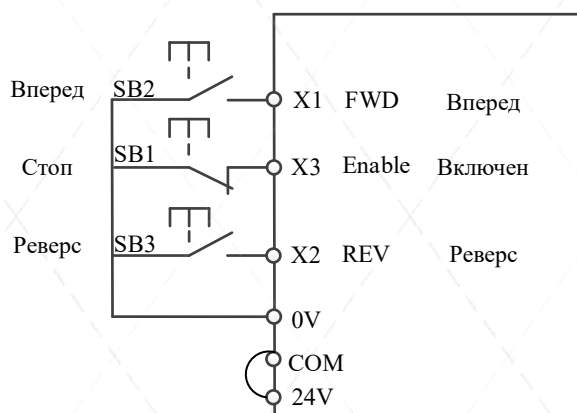 Вперед SB2 X1 FWD Вперед
Стоп SB1 X3 Enable Включен
Реверс SB3 X2 REV Реверс
0V
COM
24V